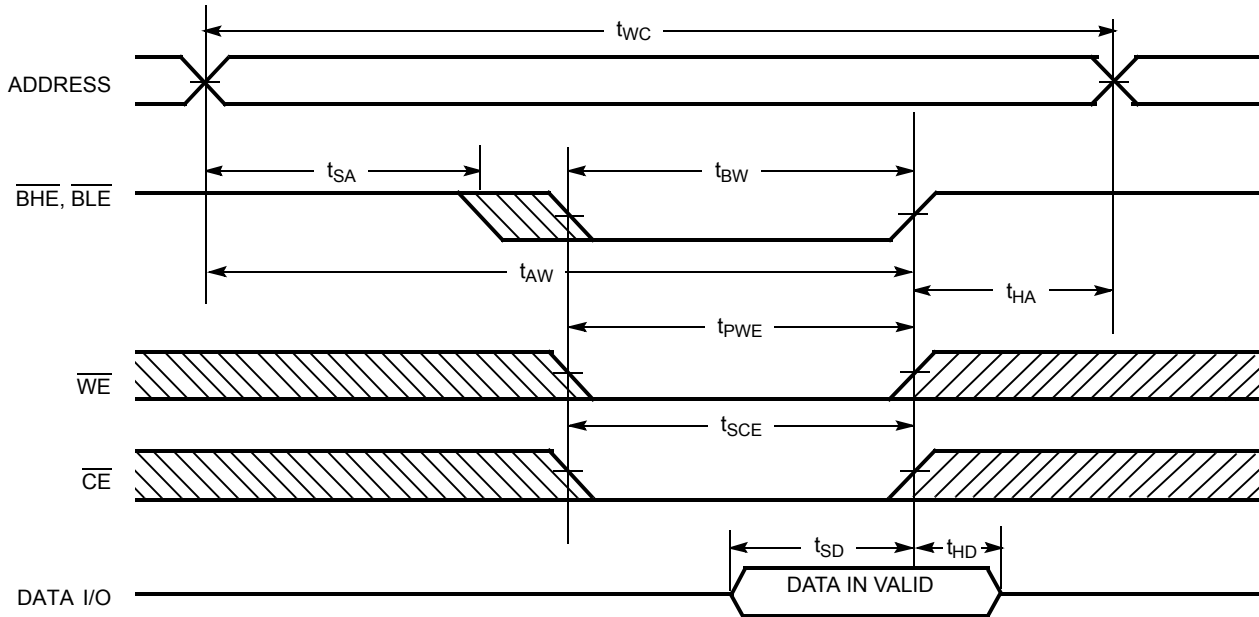 tWC
ADDRESS
tSA
tBW
BHE, BLE
tAW
tHA
tPWE
WE
tSCE
CE
tSD
tHD
DATA IN VALID
DATA I/O